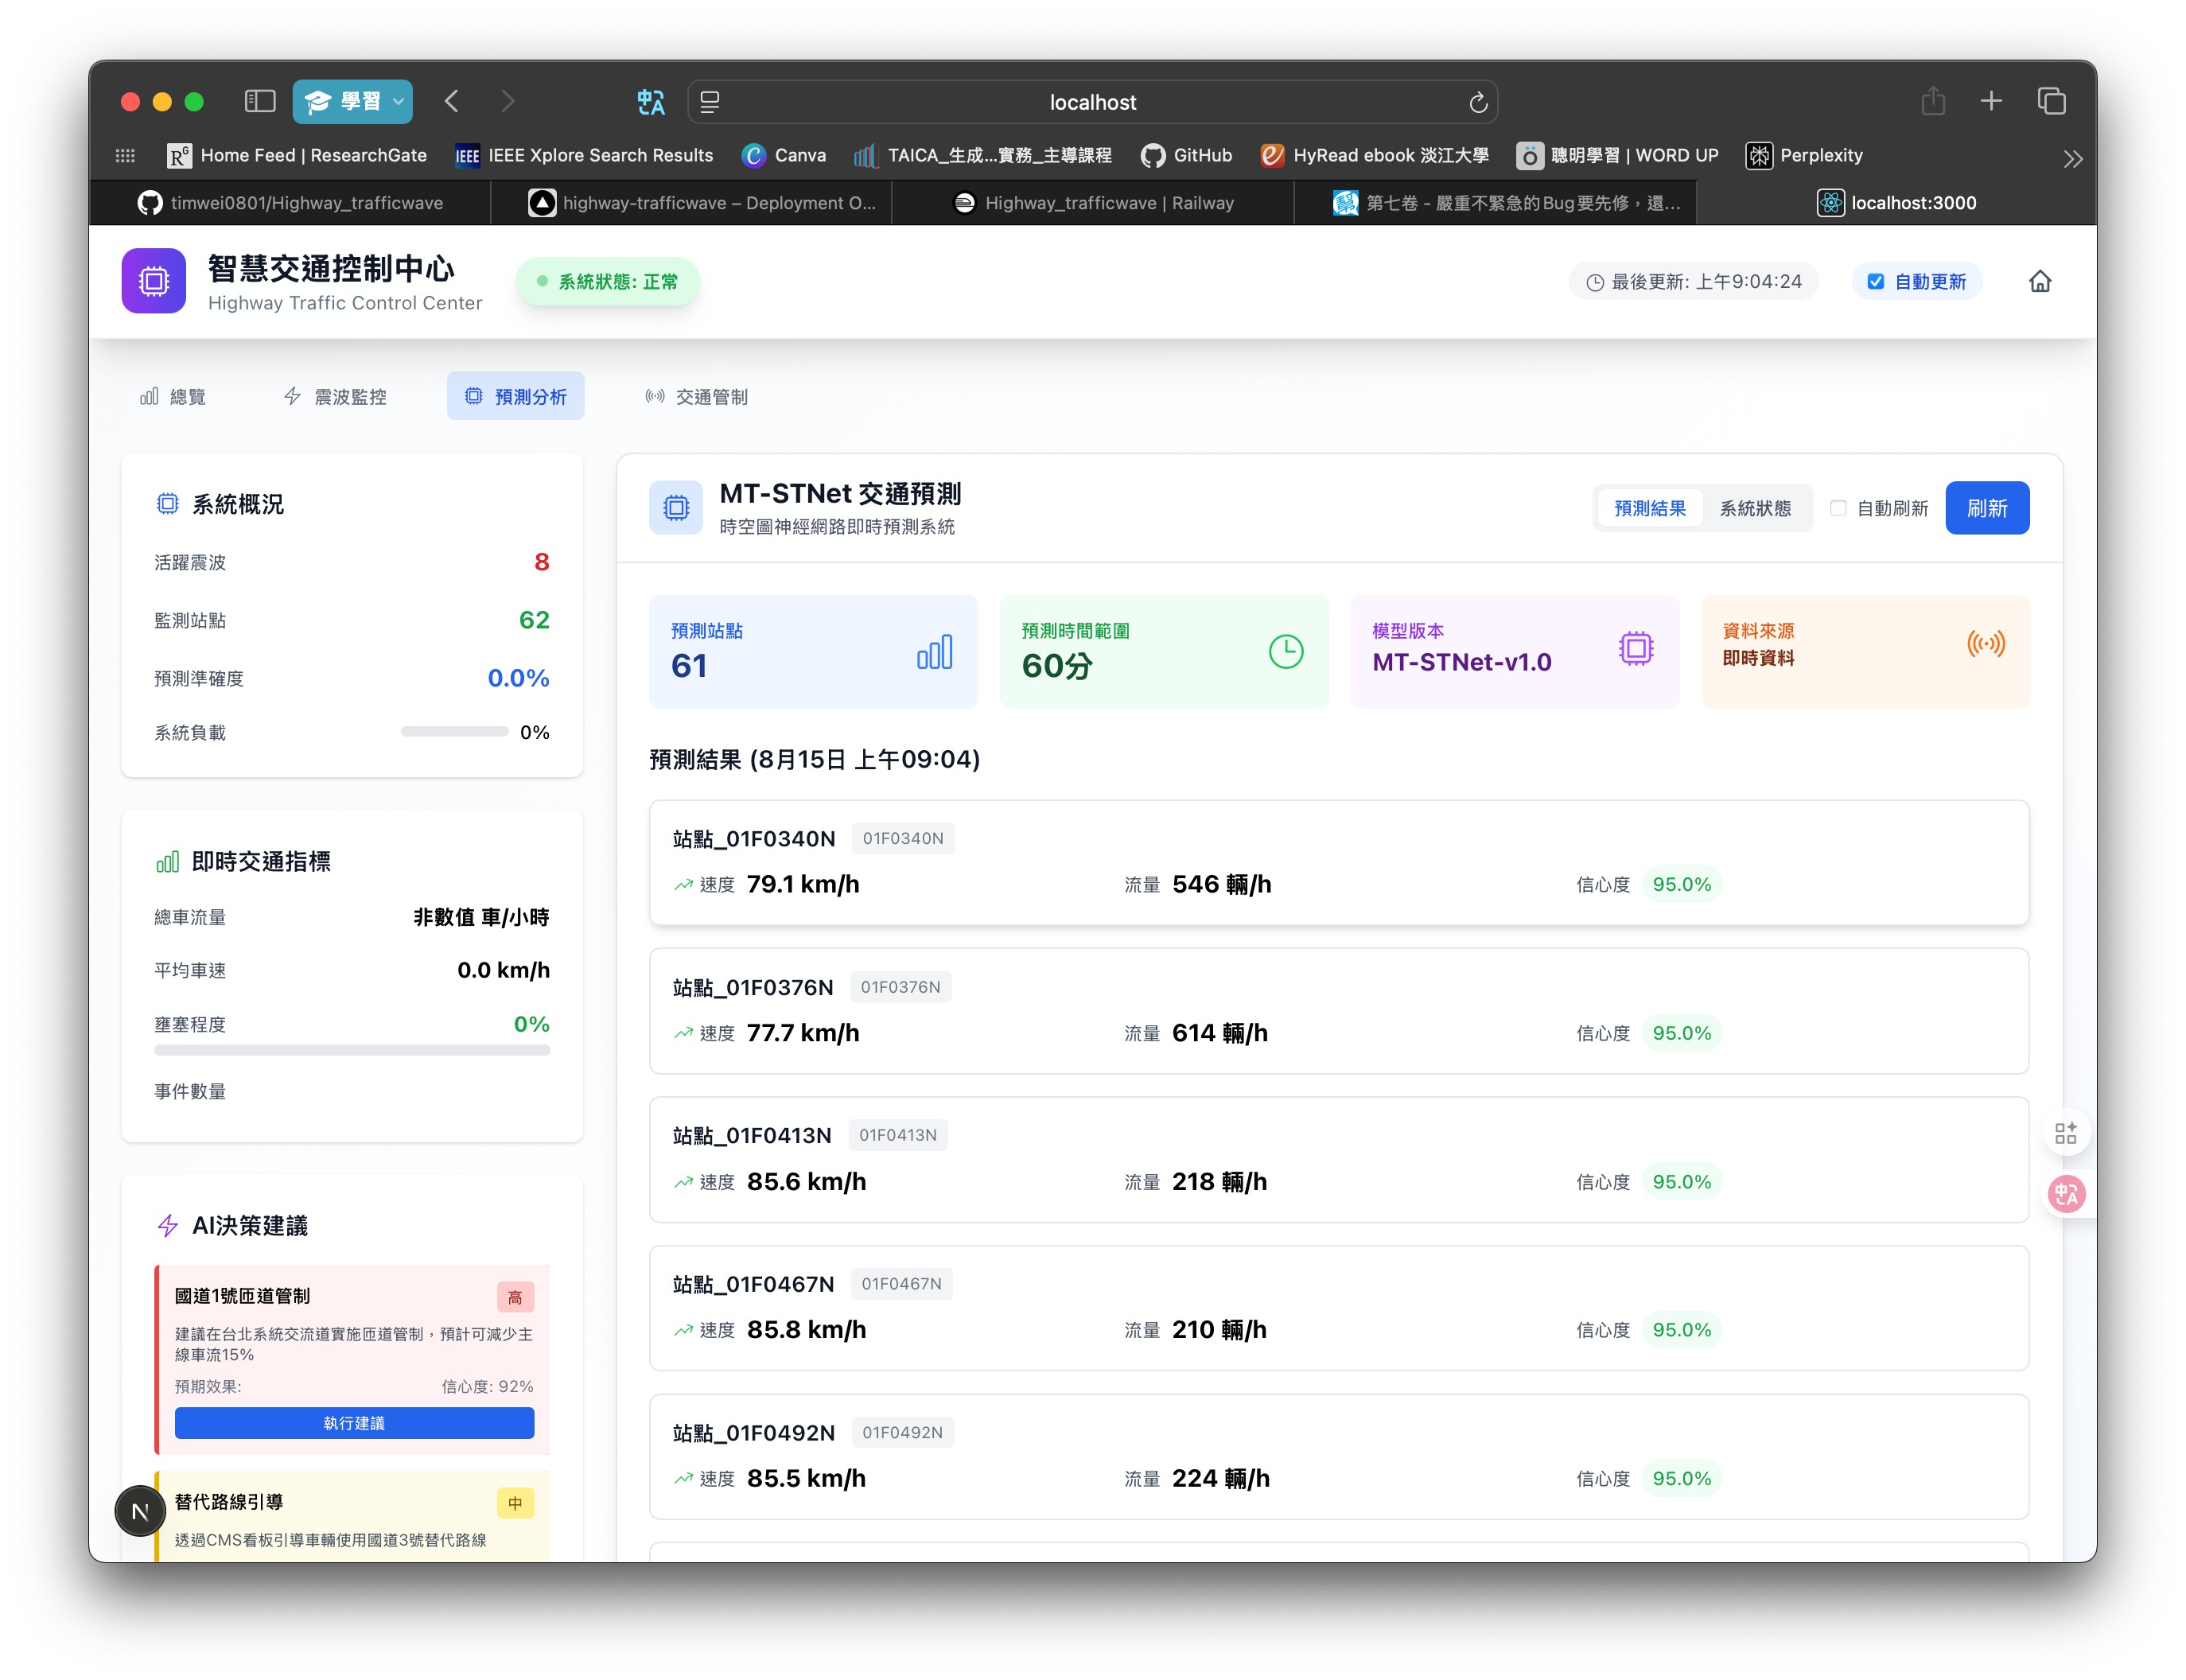 學習
localhost
Home Feed | ResearchGate
IEEE Xplore Search Results
Canva
TAICA_生成...實務_主導課程
GitHub
HyRead ebook 淡江大學
聰明學習 | WORD UP
Perplexity
timwei0801/Highway_trafficwave
highway-trafficwave – Deployment O...
Highway_trafficwave | Railway
第七卷 - 嚴重不緊急的Bug要先修，還...
localhost:3000
智慧交通控制中心
Highway Traffic Control Center
系統狀態: 正常
最後更新: 上午9:04:24
自動更新
總覽
震波監控
預測分析
交通管制
系統概況
活躍震波 8
監測站點 62
預測準確度 0.0%
系統負載 0%
即時交通指標
總車流量 非數值 車/小時
平均車速 0.0 km/h
壅塞程度 0%
事件數量
AI決策建議
國道1號匝道管制 高
建議在台北系統交流道實施匝道管制，預計可減少主
線車流15%
預期效果: 信心度: 92%
執行建議
替代路線引導 中
透過CMS看板引導車輛使用國道3號替代路線
N
MT-STNet 交通預測
時空圖神經網路即時預測系統
預測結果
系統狀態
自動刷新
刷新
預測站點
61
預測時間範圍
60分
模型版本
MT-STNet-v1.0
資料來源
即時資料
預測結果 (8月15日 上午09:04)
站點_01F0340N 01F0340N
速度 79.1 km/h 流量 546 輛/h 信心度 95.0%
站點_01F0376N 01F0376N
速度 77.7 km/h 流量 614 輛/h 信心度 95.0%
站點_01F0413N 01F0413N
速度 85.6 km/h 流量 218 輛/h 信心度 95.0%
站點_01F0467N 01F0467N
速度 85.8 km/h 流量 210 輛/h 信心度 95.0%
站點_01F0492N 01F0492N
速度 85.5 km/h 流量 224 輛/h 信心度 95.0%